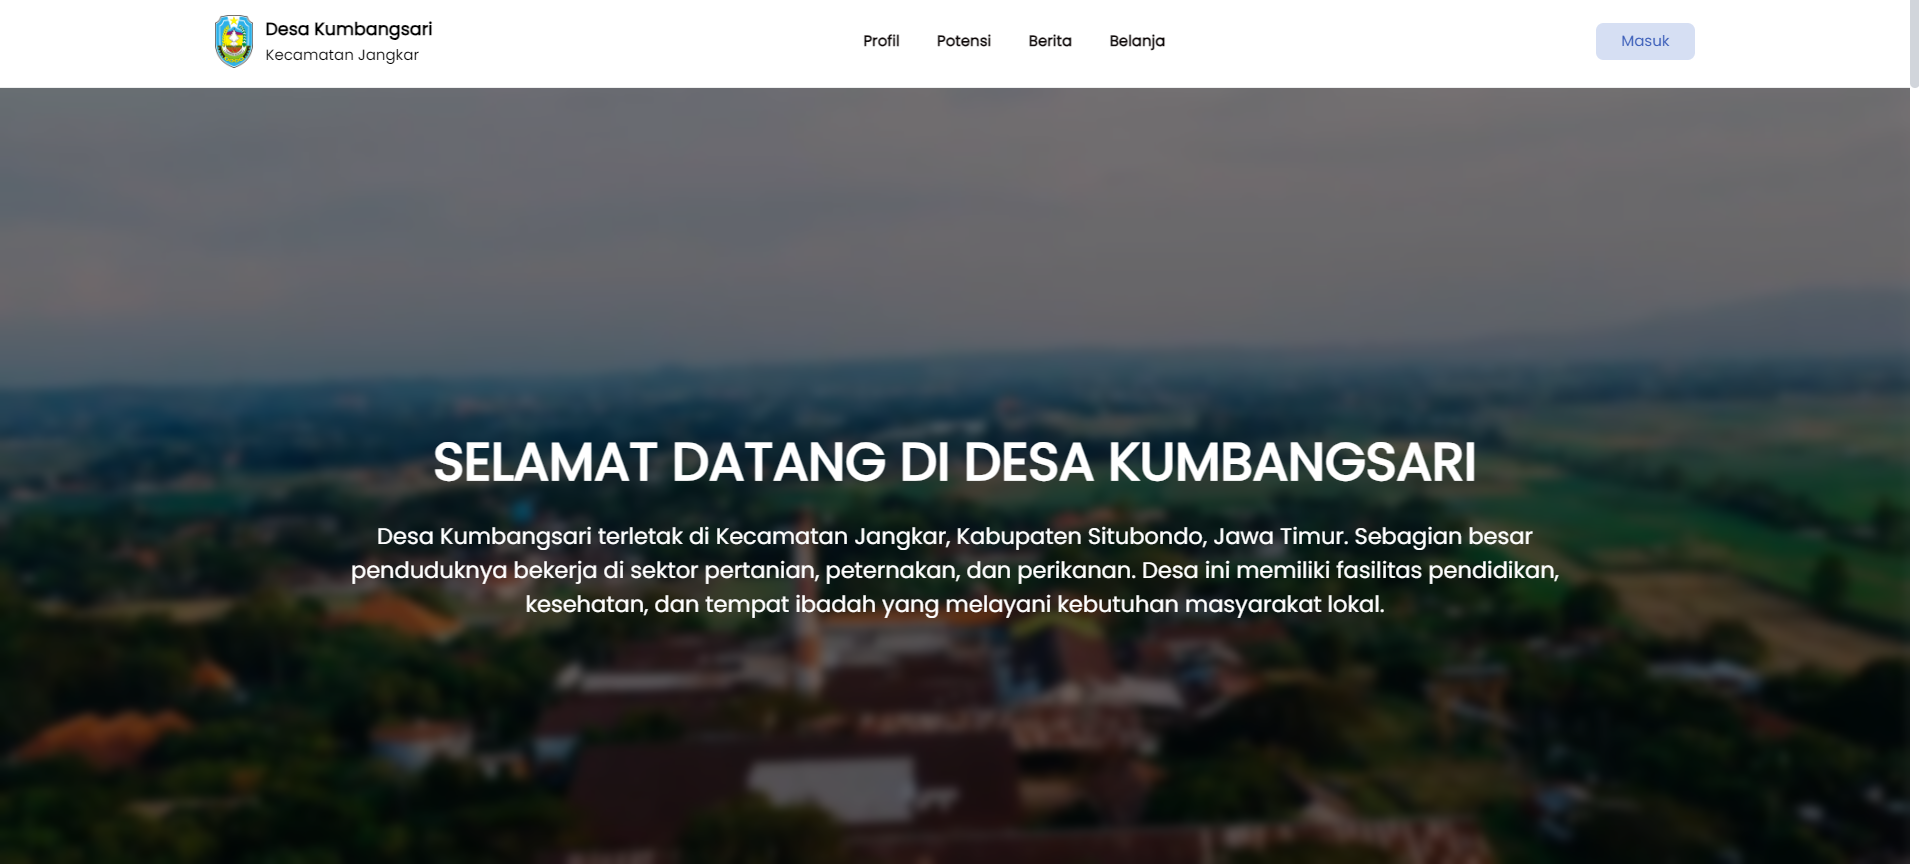 Desa Kumbangsari
Kecamatan Jangkar
Profil
Potensi
Berita
Belanja
Masuk
SELAMAT DATANG DI DESA KUMBANGSARI
Desa Kumbangsari terletak di Kecamatan Jangkar, Kabupaten Situbondo, Jawa Timur. Sebagian besar
penduduknya bekerja di sektor pertanian, peternakan, dan perikanan. Desa ini memiliki fasilitas pendidikan,
kesehatan, dan tempat ibadah yang melayani kebutuhan masyarakat lokal.